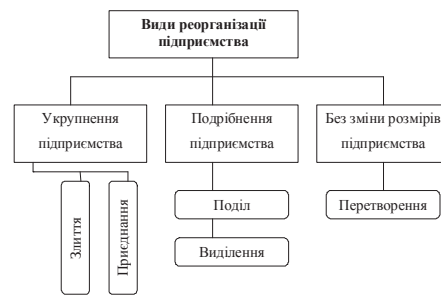 Види реорганізації
підприємства
Укрупнення
підприємства
Подрібнення
підприємства
Без зміни розмірів
підприємства
Злиття
Приєднання
Поділ
Виділення
Перетворення